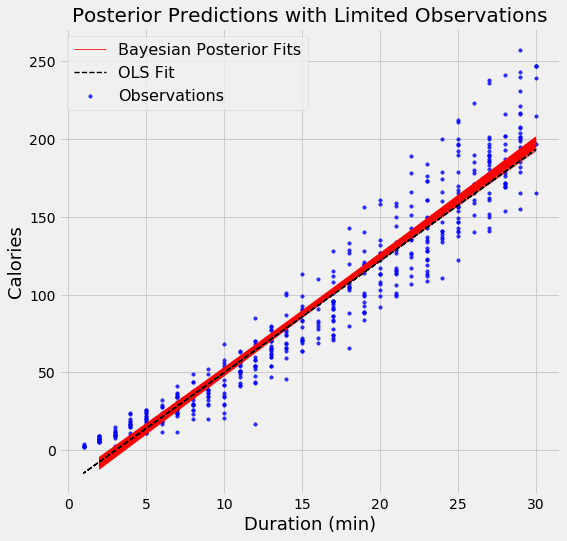 Posterior Predictions with Limited Observations
Bayesian Posterior Fits
OLS Fit
Observations
250
200
150
100
50
0
Calories
0 5 10 15 20 25 30
Duration (min)